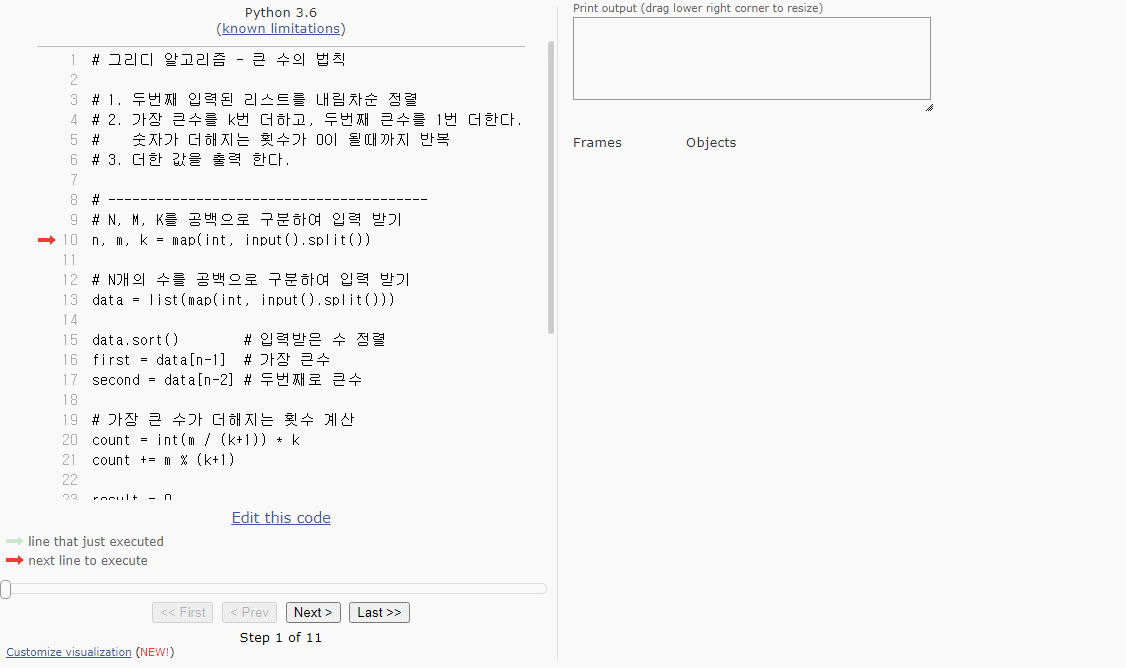 Python 3.6
(known limitations)
1 # 그리디 알고리즘 - 큰 수의 법칙
2
3 # 1. 두번째 입력된 리스트를 내림차순 정렬
4 # 2. 가장 큰수를 k번 더하고, 두번째 큰수를 1번 더한다.
5 #    숫자가 더해지는 횟수가 0이 될때까지 반복
6 # 3. 더한 값을 출력 한다.
7
8 # ----------------------------------------
9 # N, M, K를 공백으로 구분하여 입력 받기
10 n, m, k = map(int, input().split())
11
12 # N개의 수를 공백으로 구분하여 입력 받기
13 data = list(map(int, input().split()))
14
15 data.sort()        # 입력받은 수 정렬
16 first = data[n-1]  # 가장 큰수
17 second = data[n-2] # 두번째로 큰수
18
19 # 가장 큰 수가 더해지는 횟수 계산
20 count = int(m / (k+1)) * k
21 count += m % (k+1)
22
23 result = 0
Edit this code
line that just executed
next line to execute
<< First
< Prev
Next >
Last >>
Step 1 of 11
Customize visualization (NEW!)
Print output (drag lower right corner to resize)
Frames
Objects